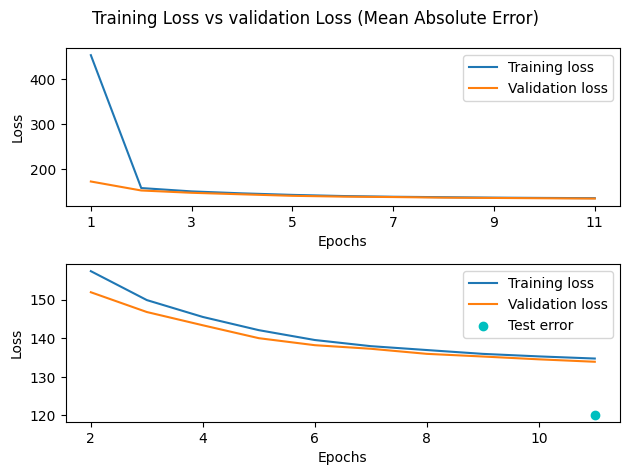 Training Loss vs validation Loss (Mean Absolute Error)
Training loss
Validation loss
400
300
200
Loss
1 3 5 7 9 11
Epochs
Training loss
Validation loss
Test error
150
140
130
120
Loss
2 4 6 8 10
Epochs